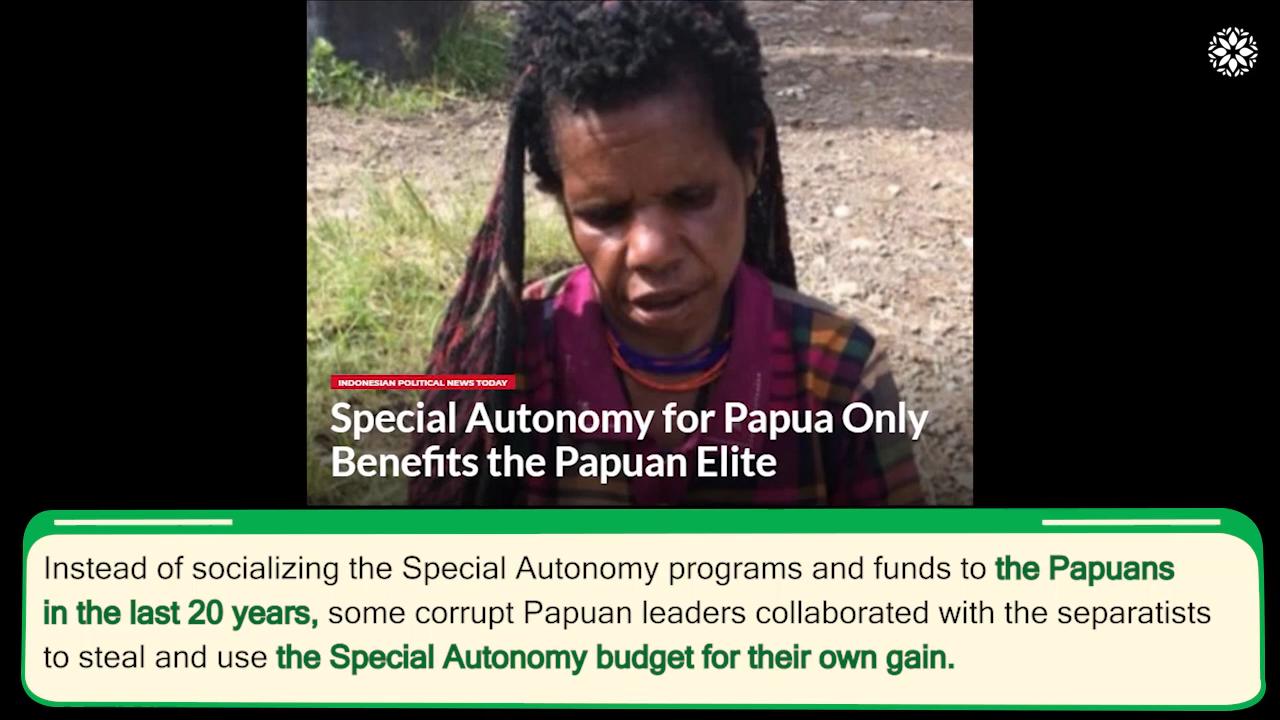 INDONESIAN POLITICAL NEWS TODAY
Special Autonomy for Papua Only
Benefits the Papuan Elite
Instead of socializing the Special Autonomy programs and funds to the Papuans
in the last 20 years, some corrupt Papuan leaders collaborated with the separatists
to steal and use the Special Autonomy budget for their own gain.